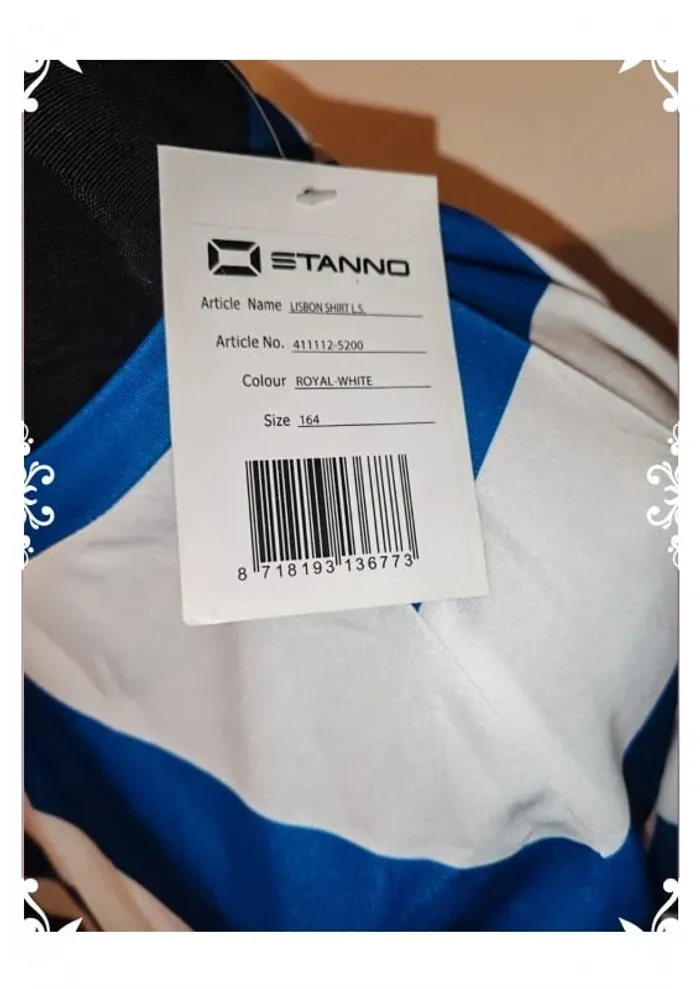 STANNO
Article Name LISBON SHIRT L.S.
Article No. 411112-5200
Colour ROYAL-WHITE
Size 164
8 718193 136773